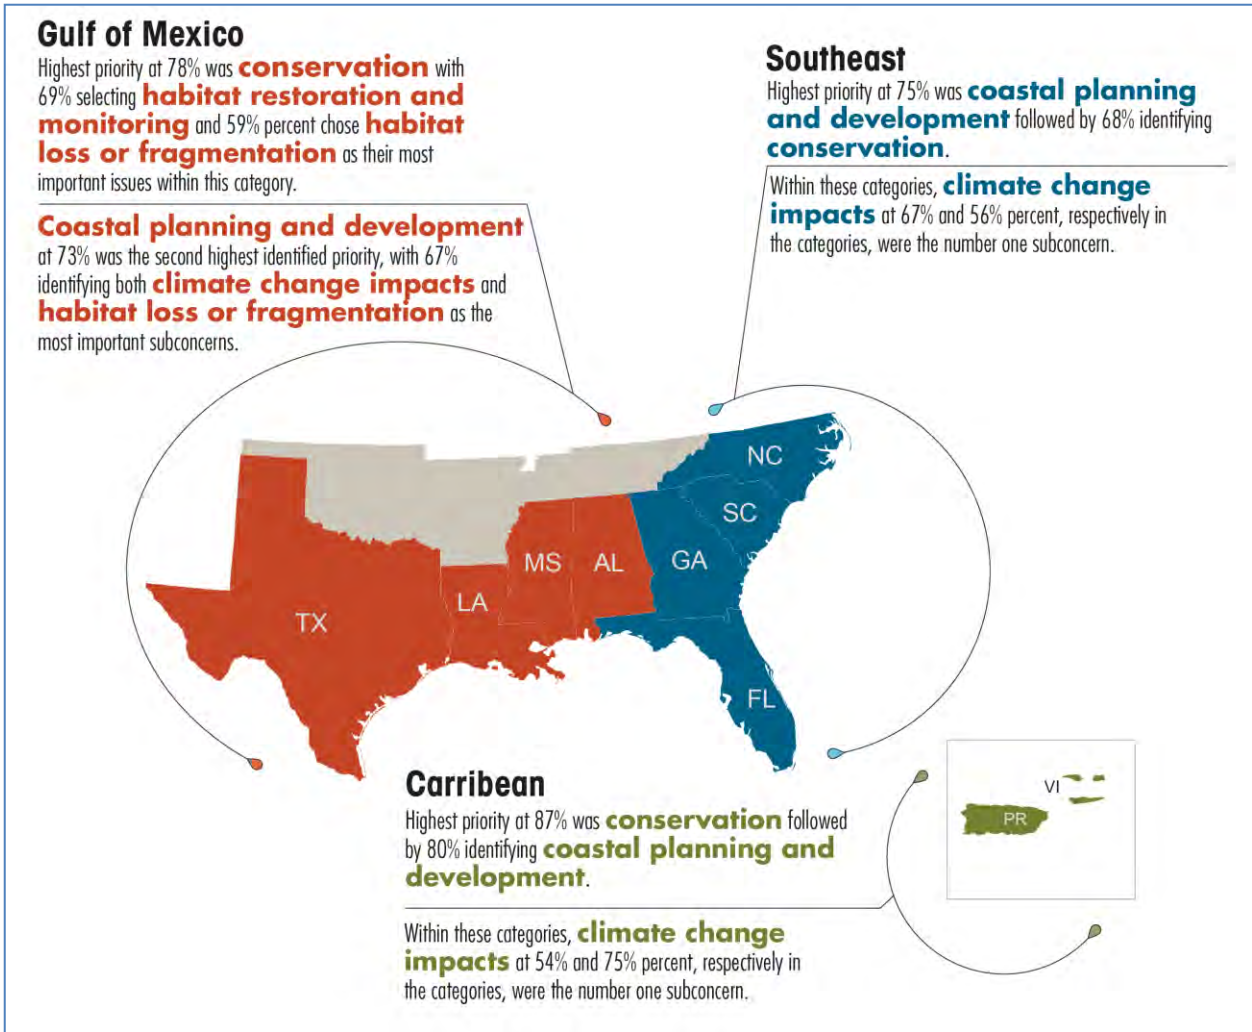 Gulf of Mexico
Highest priority at 78% was conservation with
69% selecting habitat restoration and
monitoring and 59% percent chose habitat
loss or fragmentation as their most
important issues within this category.
Coastal planning and development
at 73% was the second highest identified priority, with 67%
identifying both climate change impacts and
habitat loss or fragmentation as the
most important subconcerns.
Southeast
Highest priority at 75% was coastal planning
and development followed by 68% identifying
conservation.
Within these categories, climate change
impacts at 67% and 56% percent, respectively in
the categories, were the number one subconcern.
NC
SC
MS
AL
GA
LA
TX
FL
Carribean
Highest priority at 87% was conservation followed
by 80% identifying coastal planning and
development.
Within these categories, climate change
impacts at 54% and 75% percent, respectively in
the categories, were the number one subconcern.
VI
PR